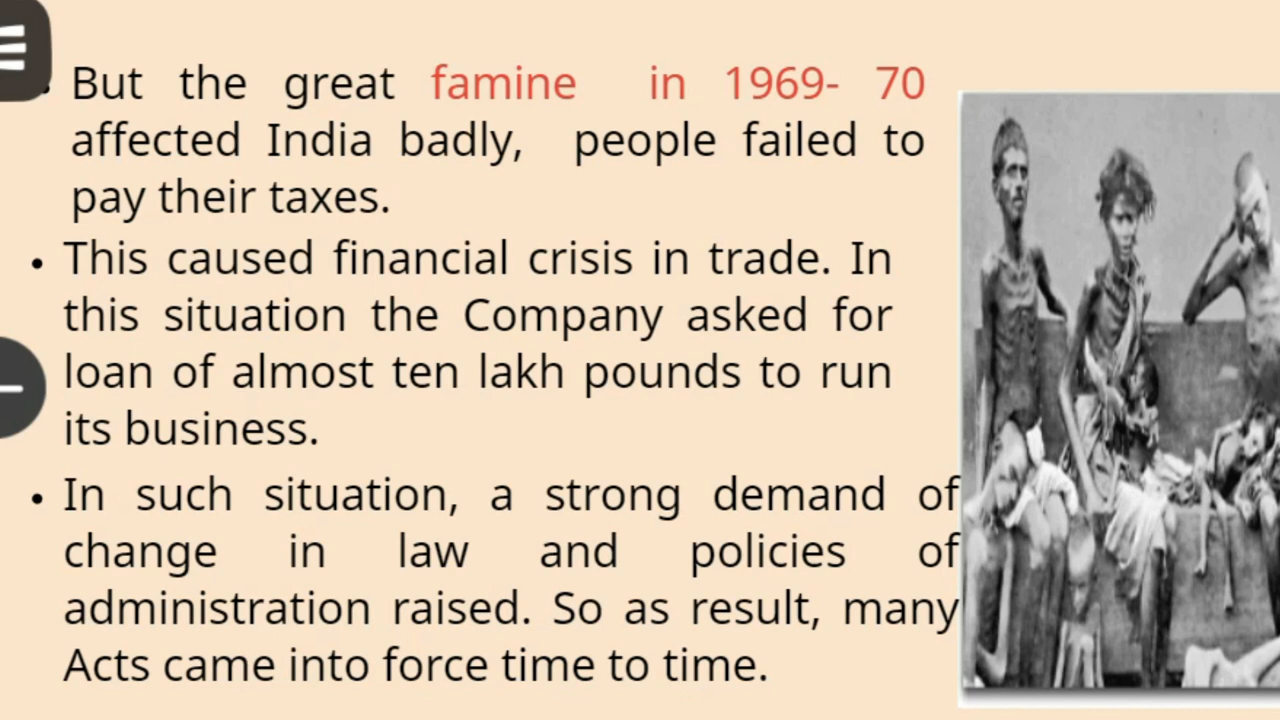 But the great famine in 1969- 70
affected India badly, people failed to
pay their taxes.
• This caused financial crisis in trade. In
this situation the Company asked for
loan of almost ten lakh pounds to run
its business.
• In such situation, a strong demand of
change in law and policies of
administration raised. So as result, many
Acts came into force time to time.